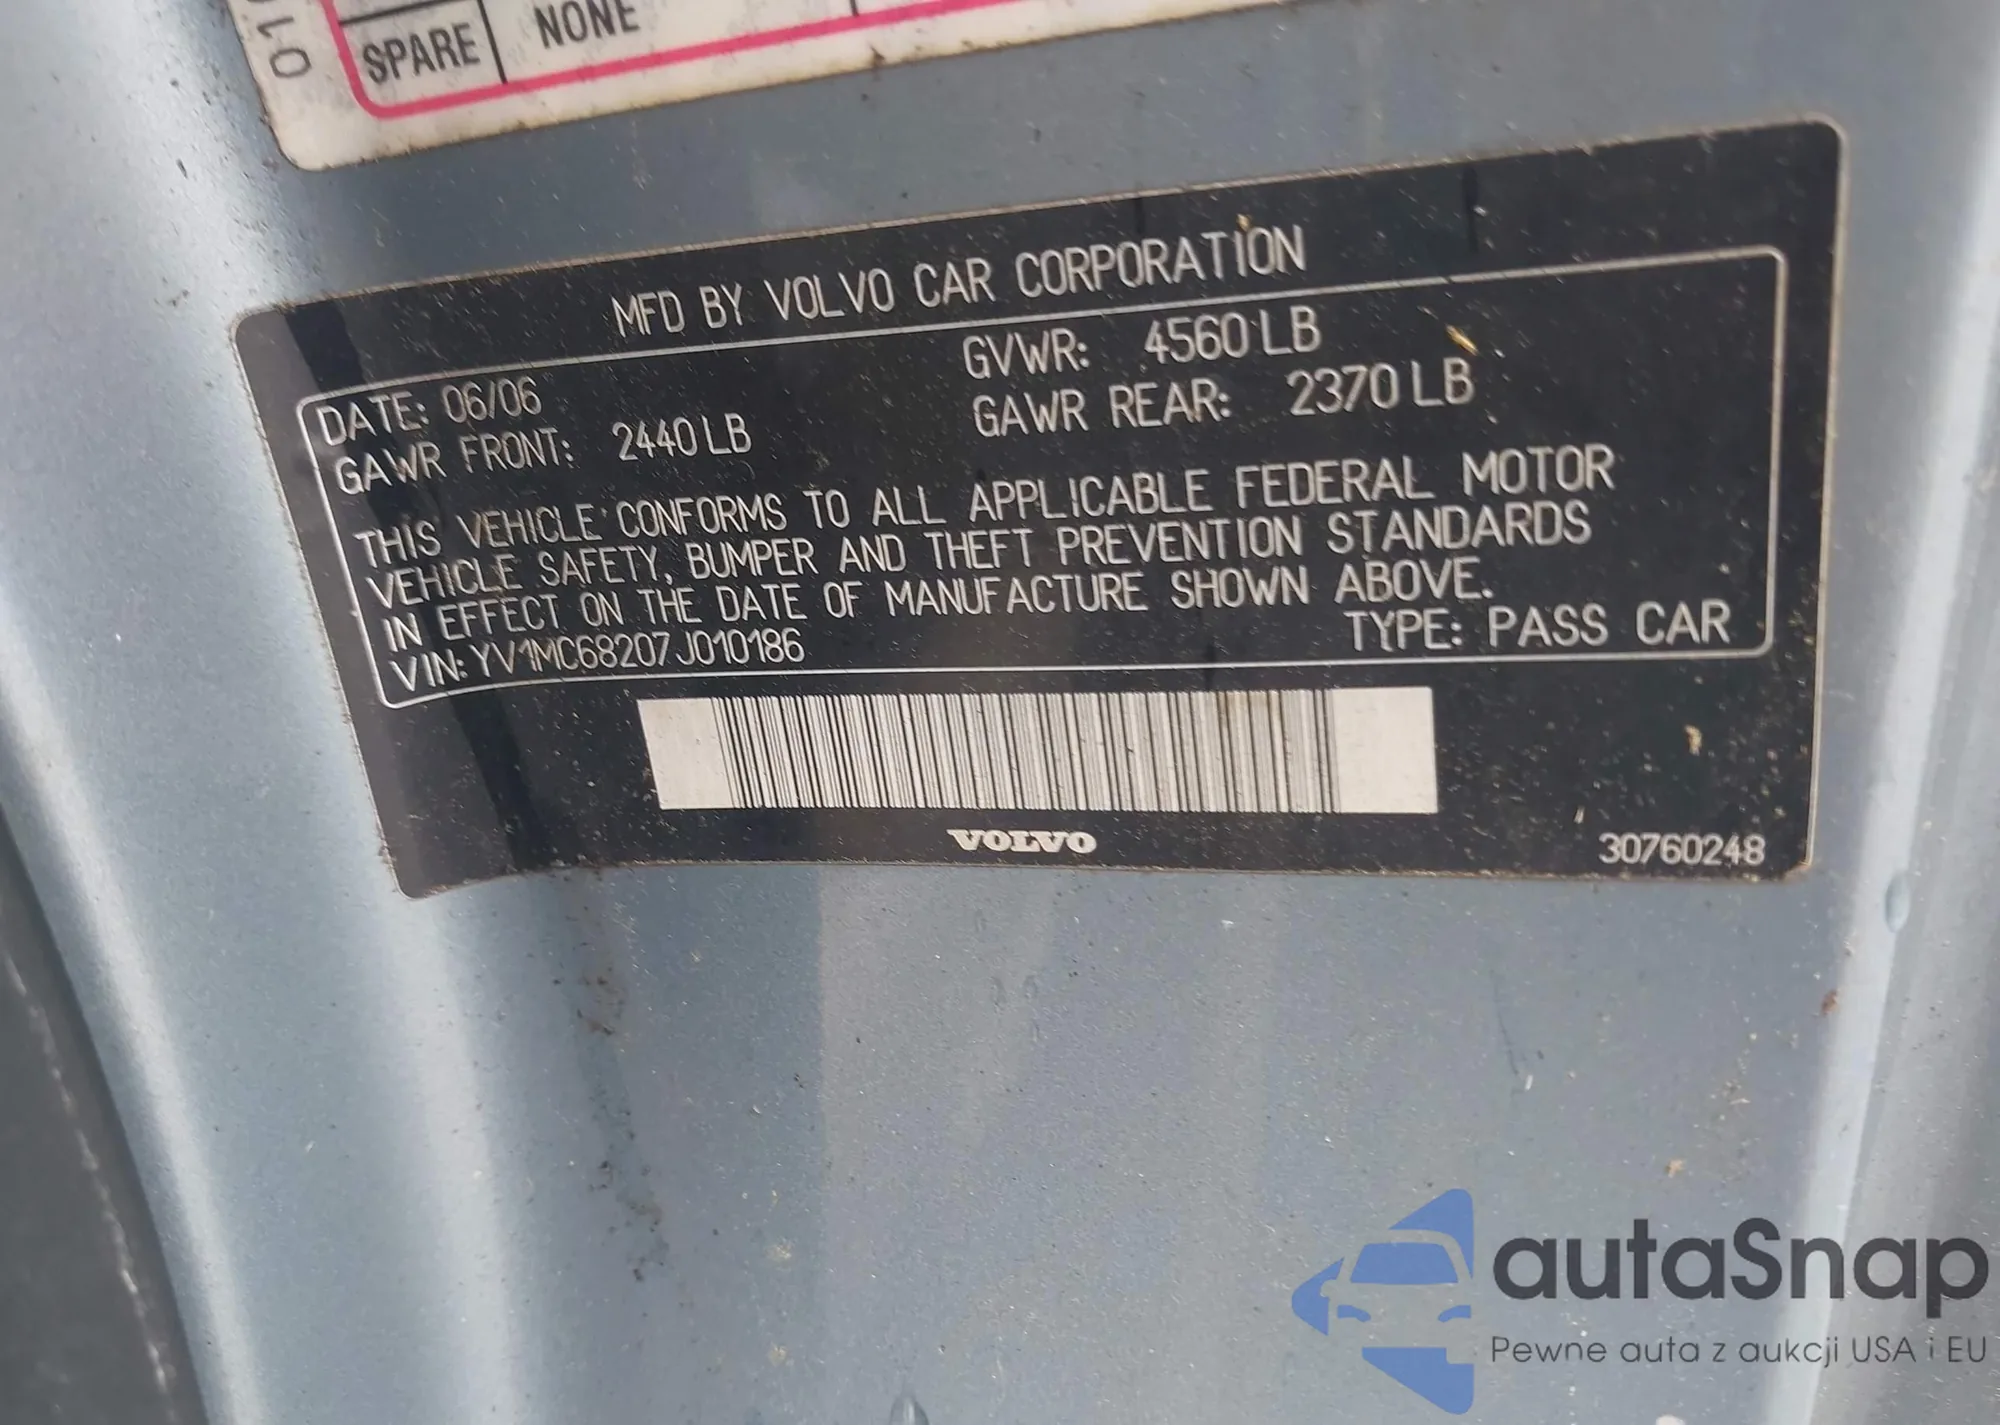 SPARE NONE
MFD BY VOLVO CAR CORPORATION
DATE: 06/06 GVWR: 4560 LB
GAWR FRONT: 2440 LB GAWR REAR: 2370 LB
THIS VEHICLE CONFORMS TO ALL APPLICABLE FEDERAL MOTOR
VEHICLE SAFETY, BUMPER AND THEFT PREVENTION STANDARDS
IN EFFECT ON THE DATE OF MANUFACTURE SHOWN ABOVE.
VIN: YV1MC68207J010186 TYPE: PASS CAR
VOLVO
30760248
autaSnap
Pewne auta z aukcji USA i EU